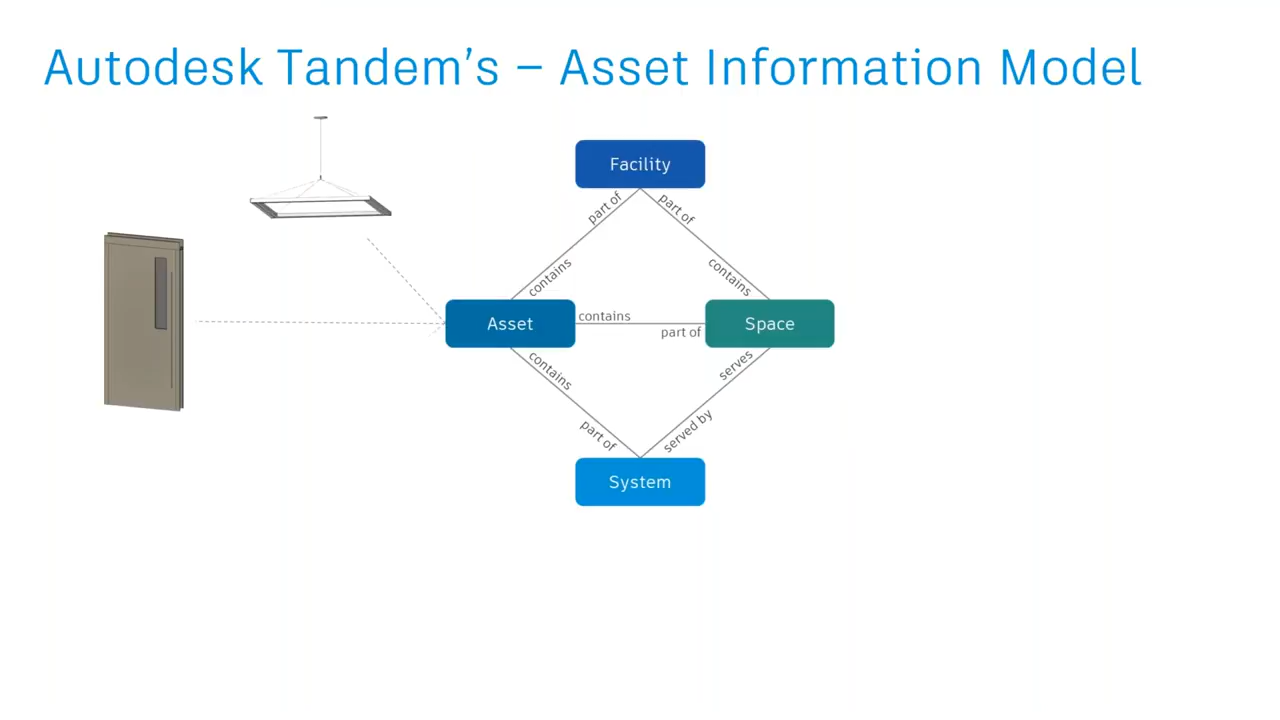 Autodesk Tandem's – Asset Information Model
Facility
part of
part of
contains
contains
Asset
contains
part of
Space
contains
serves
part of
served by
System